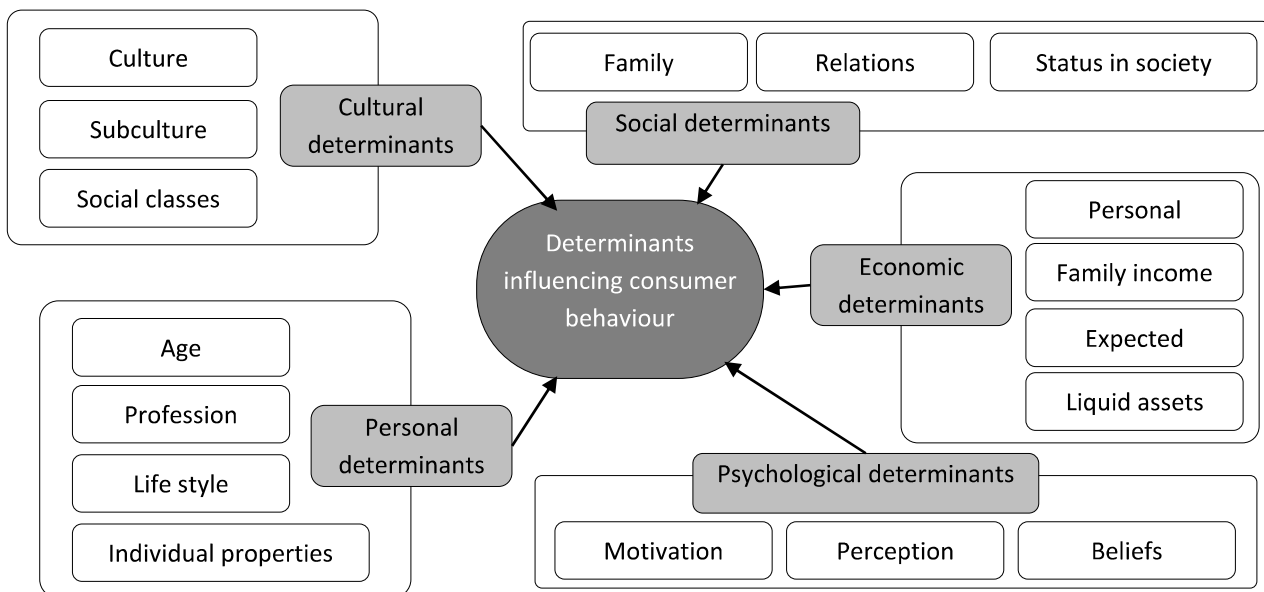 Culture
Subculture
Social classes
Cultural
determinants
Family
Relations
Status in society
Social determinants
Determinants
influencing consumer
behaviour
Personal
Family income
Expected
Liquid assets
Economic
determinants
Age
Profession
Life style
Individual properties
Personal
determinants
Psychological determinants
Motivation
Perception
Beliefs